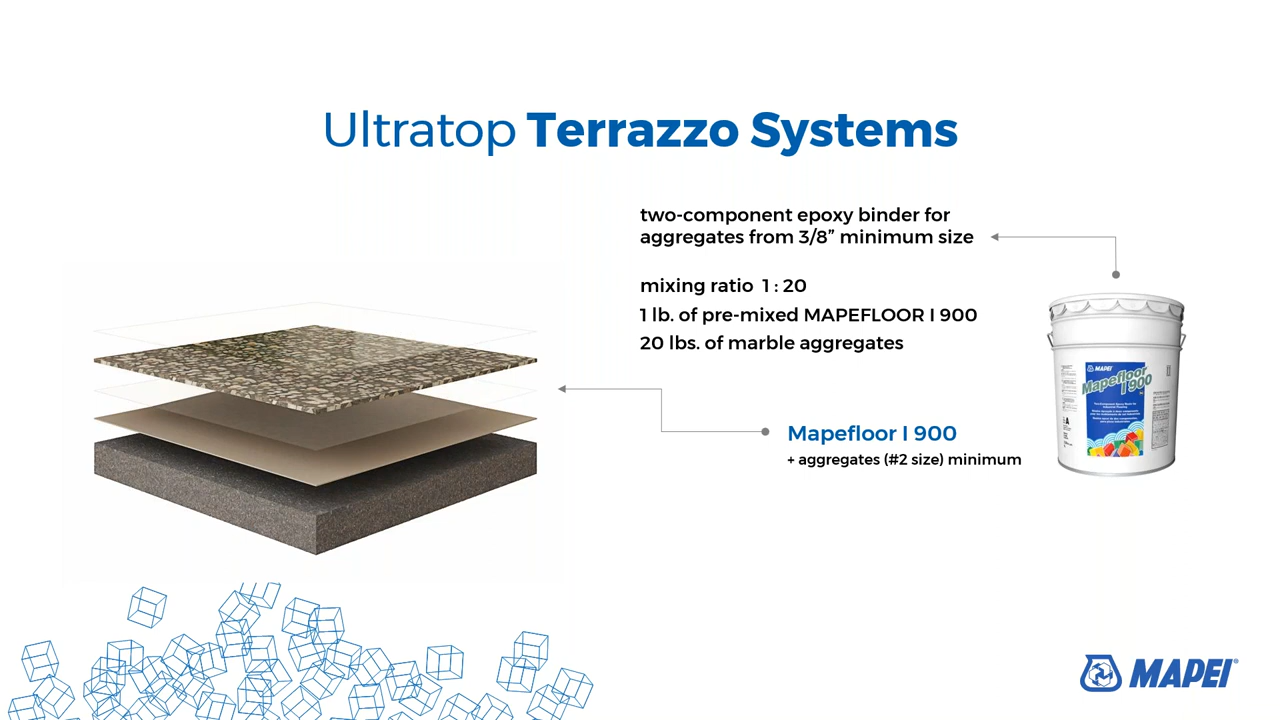 Ultratop Terrazzo Systems
two-component epoxy binder for
aggregates from 3/8” minimum size
mixing ratio 1 : 20
1 lb. of pre-mixed MAPEFLOOR I 900
20 lbs. of marble aggregates
Mapefloor I 900
+ aggregates (#2 size) minimum
MAPEI
Mapefloor
I 900
MAPEI®